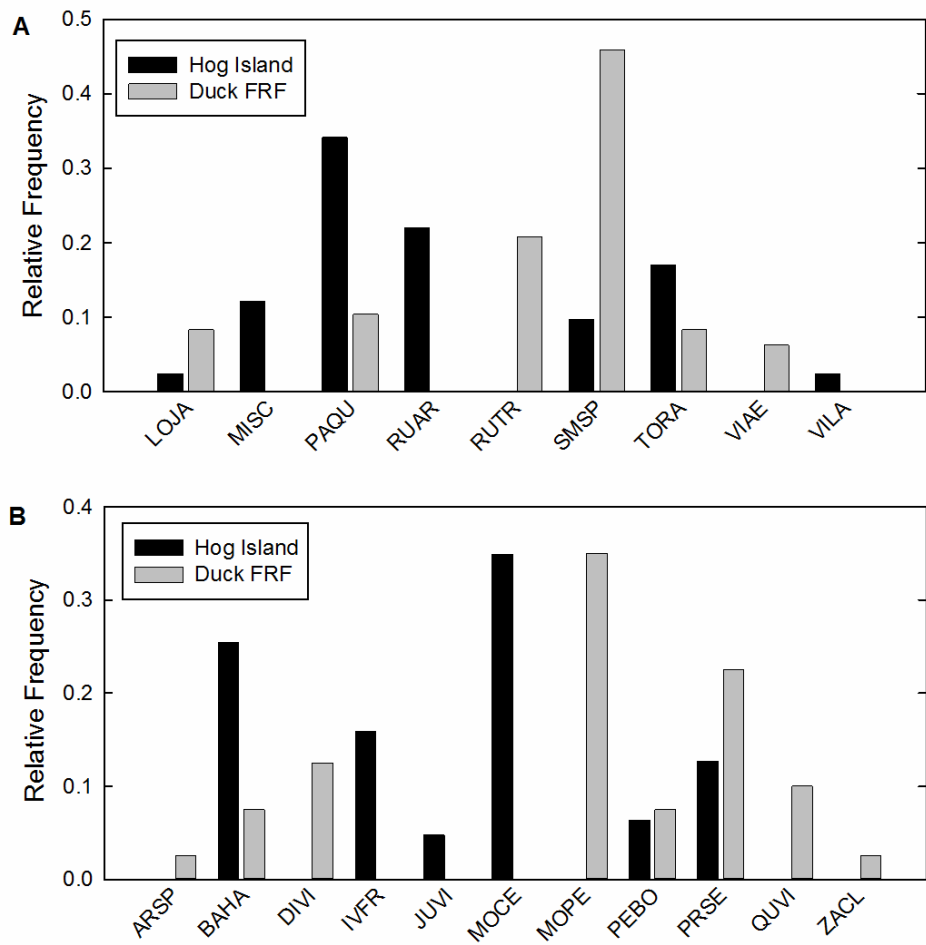 A
0.5
Hog Island
Duck FRF
0.4
0.3
0.2
0.1
0.0
Relative Frequency
LOJA MISC PAQU RUAR RUTR SMSP TORA VIAE VILA
B
0.4
Hog Island
Duck FRF
0.3
0.2
0.1
0.0
Relative Frequency
ARSP BAHA DIVI IVFR JUVI MOCE MOPE PEBO PRSE QUVI ZACL